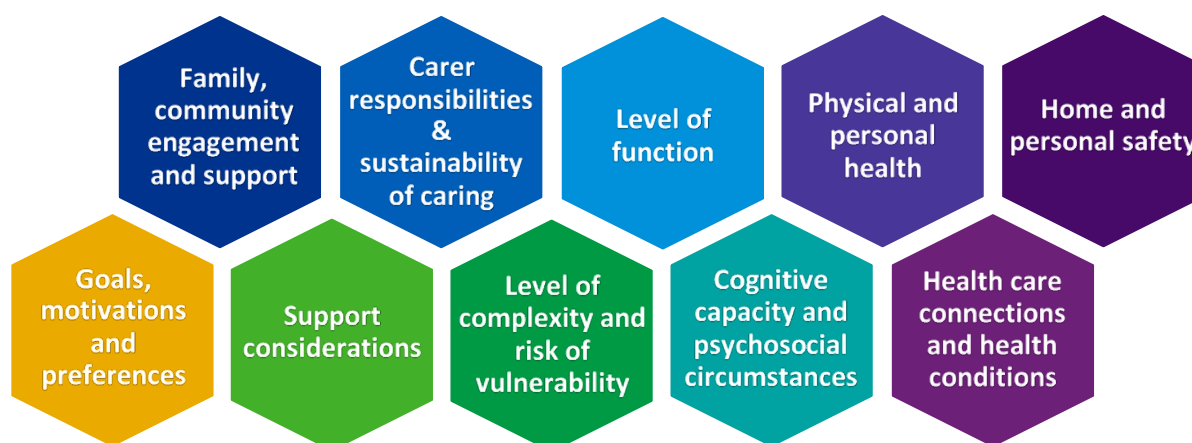 Family,
community
engagement
and support
Carer
responsibilities
&
sustainability
of caring
Level of
function
Physical and
personal
health
Home and
personal safety
Goals,
motivations
and
preferences
Support
considerations
Level of
complexity and
risk of
vulnerability
Cognitive
capacity and
psychosocial
circumstances
Health care
connections
and health
conditions